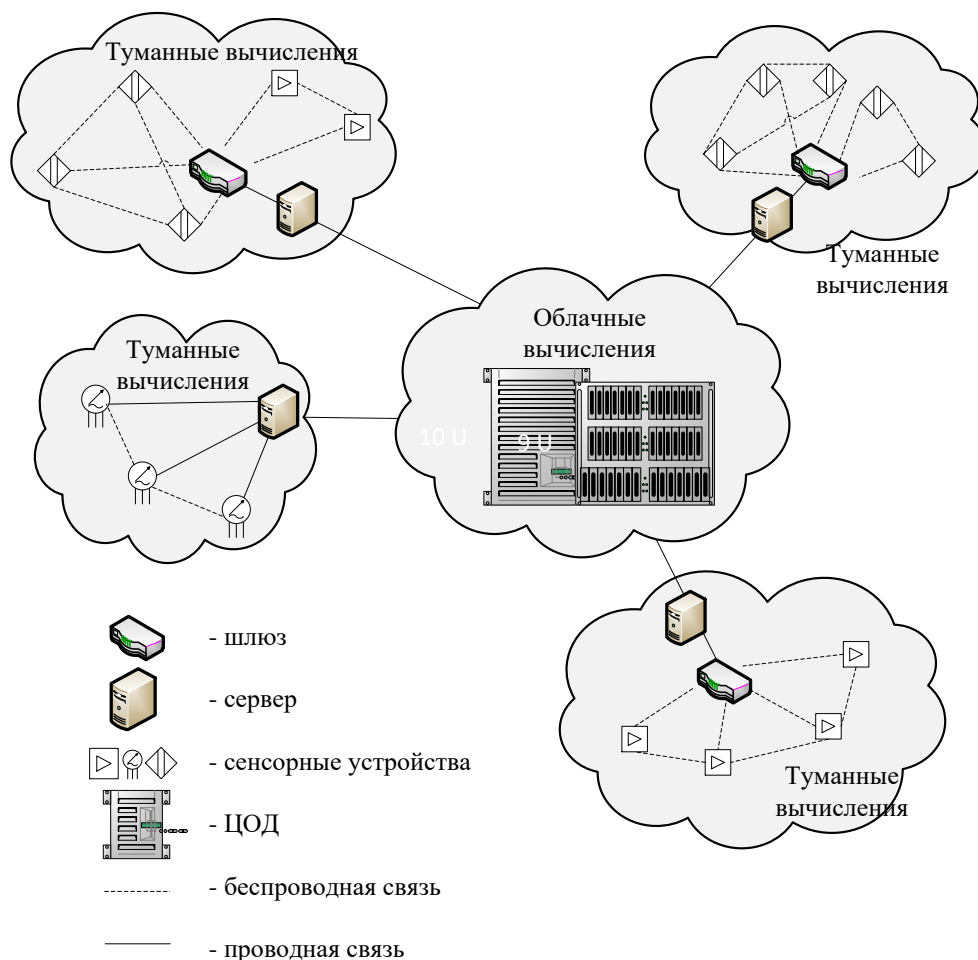 Туманные вычисления
Туманные
вычисления
Облачные
вычисления
Туманные
вычисления
10 U
9 U
Туманные
вычисления
- шлюз
- сервер
- сенсорные устройства
- ЦОД
- беспроводная связь
- проводная связь